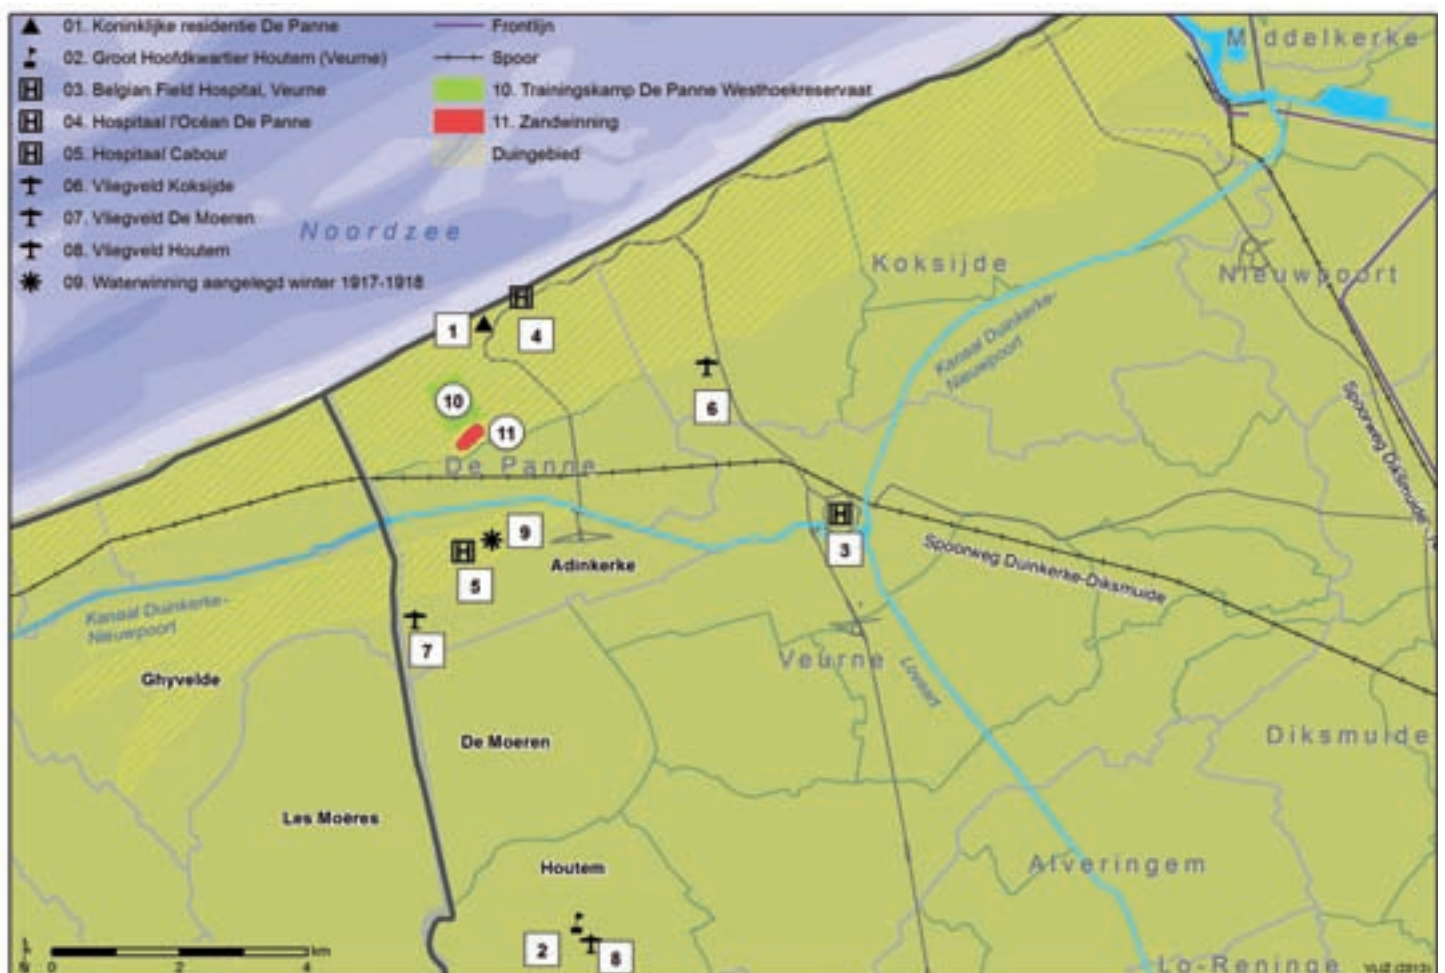 01. Koninklijke residentie De Panne
02. Groot Hoofdkwartier Houtem (Veurne)
03. Belgian Field Hospital, Veurne
04. Hospitaal l'Océan De Panne
05. Hospitaal Cabour
06. Vliegveld Koksijde
07. Vliegveld De Moeren
08. Vliegveld Houtem
09. Waterwinning aangelegd winter 1917-1918
Frontlijn
Spoor
10. Trainingskamp De Panne Westhoekreservaat
11. Zandwinning
Duingebied
Middelkerke
Noordzee
Koksijde
Nieuwpoort
Kanaal Duinkerke-
Nieuwpoort
1
4
6
10
11
De Panne
Spoorweg Diksmuide
9
3
5
Adinkerke
Spoorweg Duinkerke-Diksmuide
Kanaal Duinkerke-
Nieuwpoort
7
Veurne
Ghyvelde
Diksmuide
De Moeren
Les Moëres
Houtem
Alveringem
2
8
0 2 4 km
Lo-Reninge